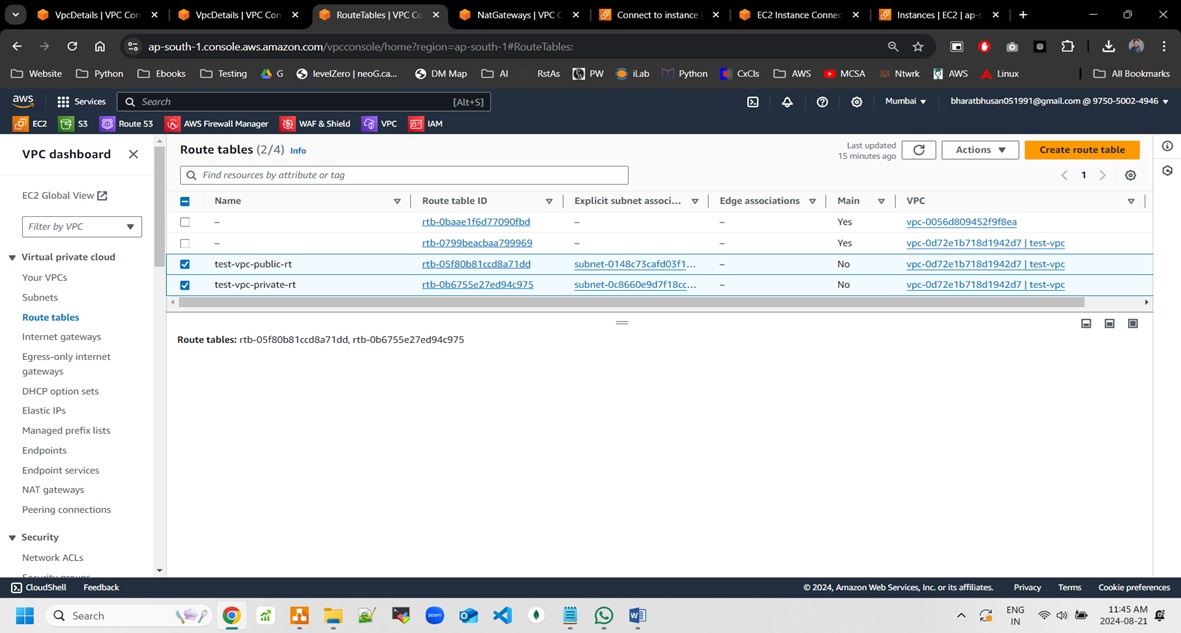 VpcDetails | VPC Con
VpcDetails | VPC Con
RouteTables | VPC Co
NatGateways | VPC C
Connect to instance |
EC2 Instance Connec
Instances | EC2 | ap-s
ap-south-1.console.aws.amazon.com/vpcconsole/home?region=ap-south-1#RouteTables:
Website Python Ebooks Testing G levelZero | neoG.ca... DM Map AI RstAs PW iLab Python CxCls AWS MCSA Ntwrk AWS Linux All Bookmarks
aws Services Search [Alt+S] Mumbai bharatbhusan051991@gmail.com @ 9750-5002-4946
EC2 S3 Route 53 AWS Firewall Manager WAF & Shield VPC IAM
VPC dashboard
EC2 Global View
Filter by VPC
Virtual private cloud
Your VPCs
Subnets
Route tables
Internet gateways
Egress-only internet
gateways
DHCP option sets
Elastic IPs
Managed prefix lists
Endpoints
Endpoint services
NAT gateways
Peering connections
Security
Network ACLs
Security groups
Route tables (2/4) Info
Last updated
15 minutes ago
Actions
Create route table
Find resources by attribute or tag
1
Name Route table ID Explicit subnet associ... Edge associations Main VPC
– rtb-0baae1f6d77090fbd – – Yes vpc-0056d809452f9f8ea
– rtb-0799beacbaa799969 – – Yes vpc-0d72e1b718d1942d7 | test-vpc
test-vpc-public-rt rtb-05f80b81ccd8a71dd subnet-0148c73cafd03f1... – No vpc-0d72e1b718d1942d7 | test-vpc
test-vpc-private-rt rtb-0b6755e27ed94c975 subnet-0c8660e9d7f18cc... – No vpc-0d72e1b718d1942d7 | test-vpc
Route tables: rtb-05f80b81ccd8a71dd, rtb-0b6755e27ed94c975
CloudShell Feedback © 2024, Amazon Web Services, Inc. or its affiliates. Privacy Terms Cookie preferences
Search
zoom
ENG
IN
11:45 AM
2024-08-21